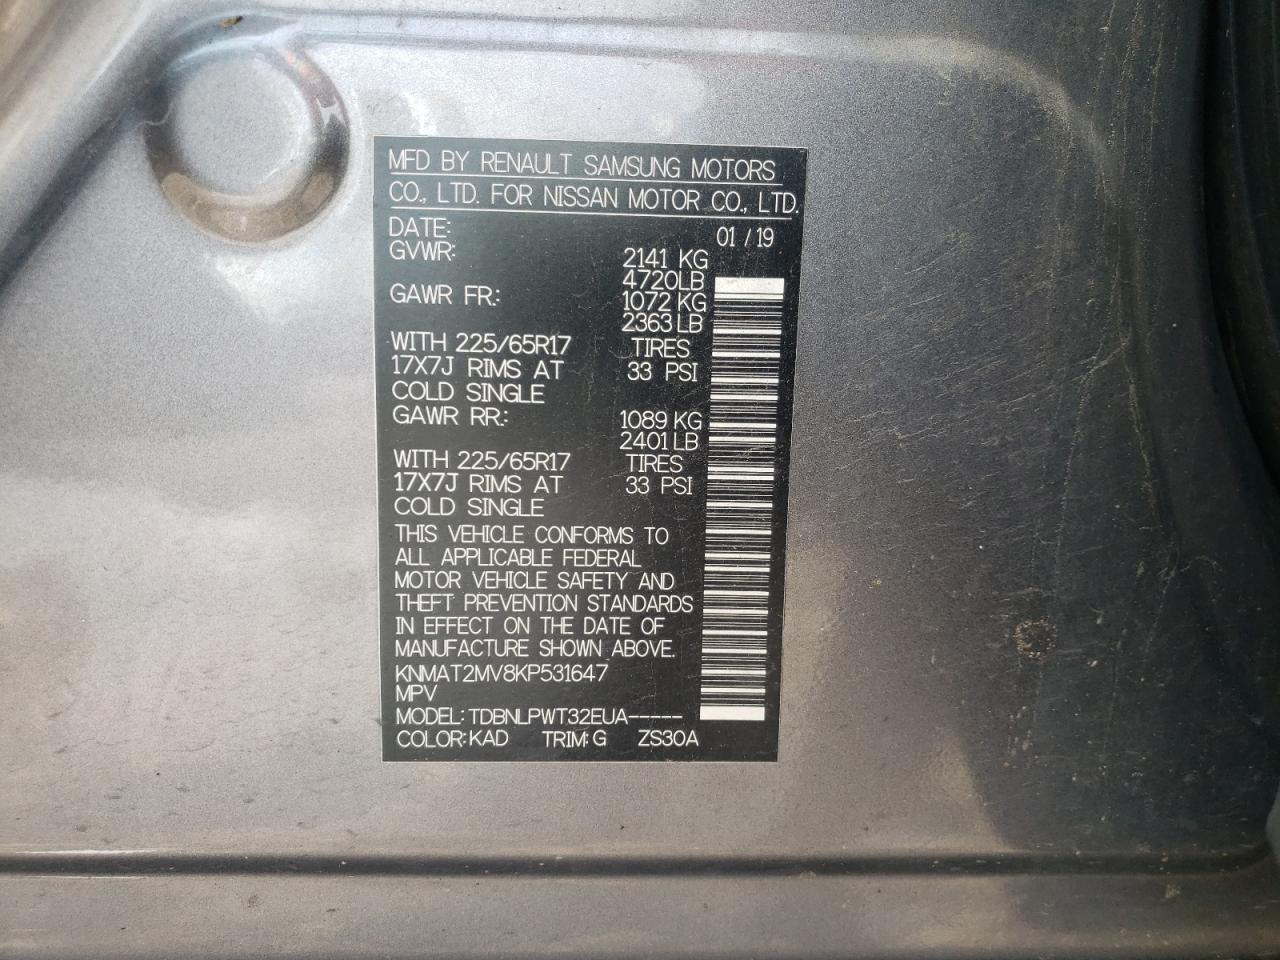 MFD BY RENAULT SAMSUNG MOTORS
CO., LTD. FOR NISSAN MOTOR CO., LTD.
DATE: 01 / 19
GVWR: 2141 KG
4720LB
GAWR FR.: 1072 KG
2363LB
WITH 225/65R17 TIRES
17X7J RIMS AT 33 PSI
COLD SINGLE
GAWR RR.: 1089 KG
2401LB
WITH 225/65R17 TIRES
17X7J RIMS AT 33 PSI
COLD SINGLE
THIS VEHICLE CONFORMS TO
ALL APPLICABLE FEDERAL
MOTOR VEHICLE SAFETY AND
THEFT PREVENTION STANDARDS
IN EFFECT ON THE DATE OF
MANUFACTURE SHOWN ABOVE.
KNMAT2MV8KP531647
MPV
MODEL: TDBNLPWT32EUA-----
COLOR: KAD TRIM: G ZS30A